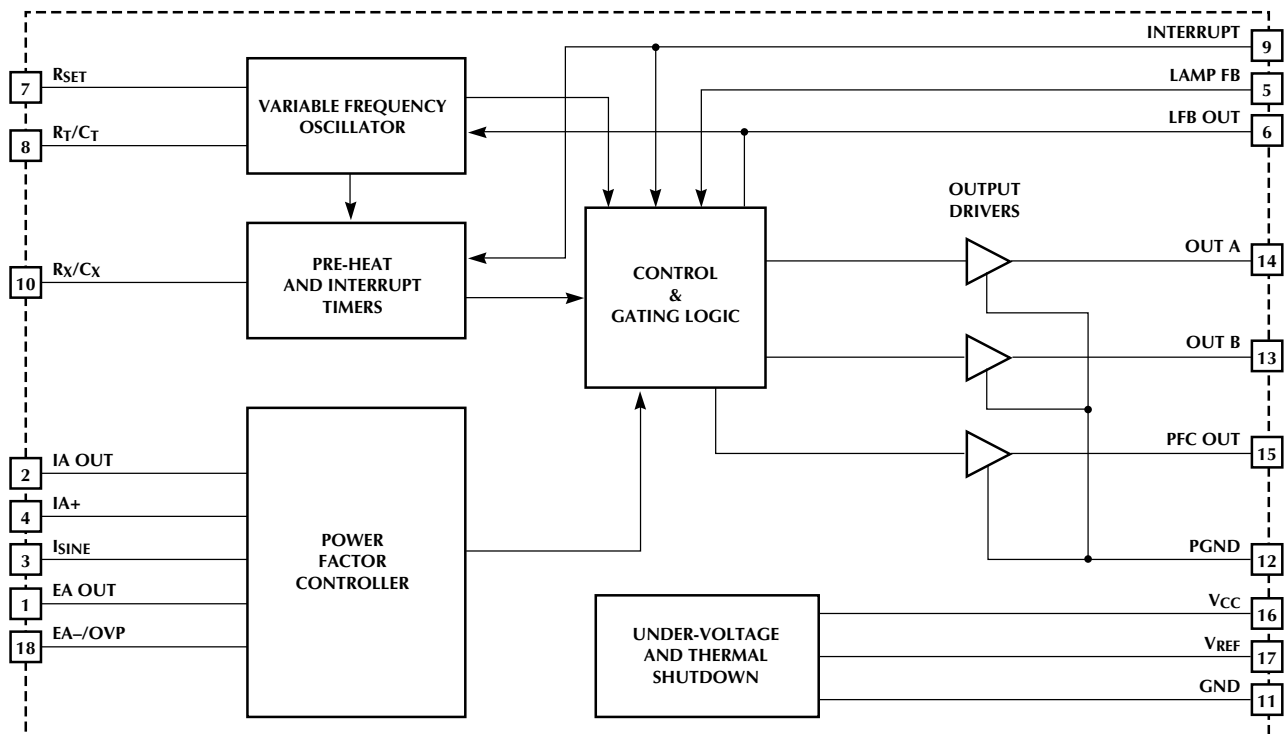 INTERRUPT
9
7
RSET
LAMP FB
5
VARIABLE FREQUENCY
OSCILLATOR
8
RT/CT
LFB OUT
6
OUTPUT
DRIVERS
10
RX/CX
PRE-HEAT
AND INTERRUPT
TIMERS
CONTROL
&
GATING LOGIC
OUT A
14
OUT B
13
PFC OUT
15
2
IA OUT
4
IA+
3
ISINE
1
EA OUT
18
EA–/OVP
POWER
FACTOR
CONTROLLER
PGND
12
UNDER-VOLTAGE
AND THERMAL
SHUTDOWN
VCC
16
VREF
17
GND
11